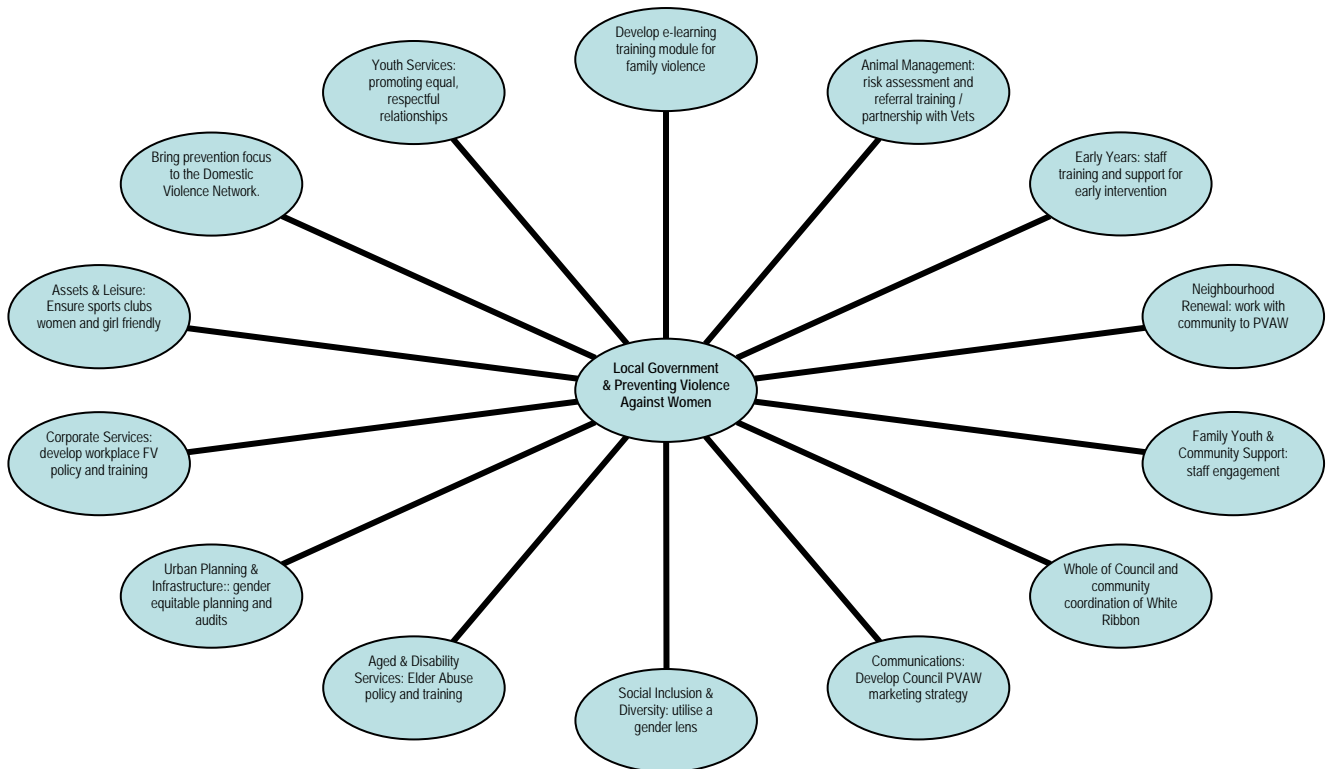 Develop e-learning
training module for
family violence
Animal Management:
risk assessment and
referral training /
partnership with Vets
Early Years: staff
training and support for
early intervention
Neighbourhood
Renewal: work with
community to PVAW
Family Youth &
Community Support:
staff engagement
Whole of Council and
community
coordination of White
Ribbon
Communications:
Develop Council PVAW
marketing strategy
Social Inclusion &
Diversity: utilise a
gender lens
Aged & Disability
Services: Elder Abuse
policy and training
Urban Planning &
Infrastructure:: gender
equitable planning and
audits
Corporate Services:
develop workplace FV
policy and training
Assets & Leisure:
Ensure sports clubs
women and girl friendly
Bring prevention focus
to the Domestic
Violence Network.
Youth Services:
promoting equal,
respectful
relationships
Local Government
& Preventing Violence
Against Women